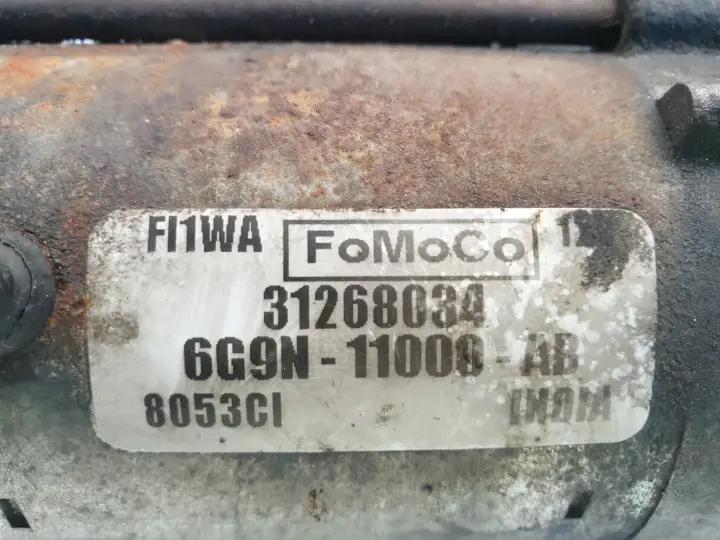 FI1WA FoMoCo 12
31268034
6G9N-11000-AB
8053CI INDIA